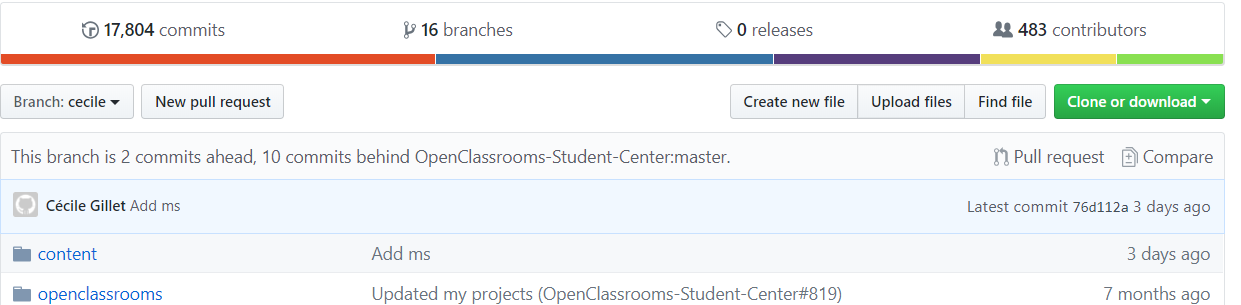 17,804 commits 16 branches 0 releases 483 contributors
Branch: cecile New pull request Create new file Upload files Find file Clone or download
This branch is 2 commits ahead, 10 commits behind OpenClassrooms-Student-Center:master. Pull request Compare
Cécile Gillet Add ms Latest commit 76d112a 3 days ago
content Add ms 3 days ago
openclassrooms Updated my projects (OpenClassrooms-Student-Center#819) 7 months ago